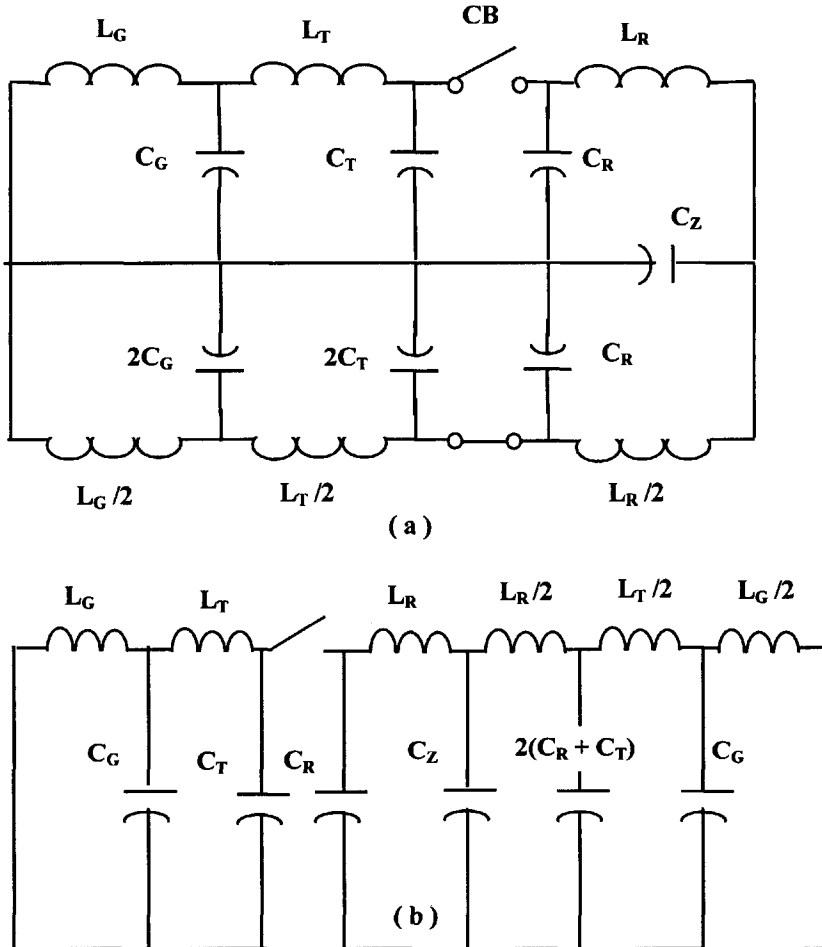 L_G L_T CB L_R
C_G C_T C_R
C_Z
2C_G 2C_T C_R
L_G /2 L_T /2 L_R /2
( a )
L_G L_T L_R L_R /2 L_T /2 L_G /2
C_G C_T C_R C_Z 2(C_R + C_T) C_G
( b )